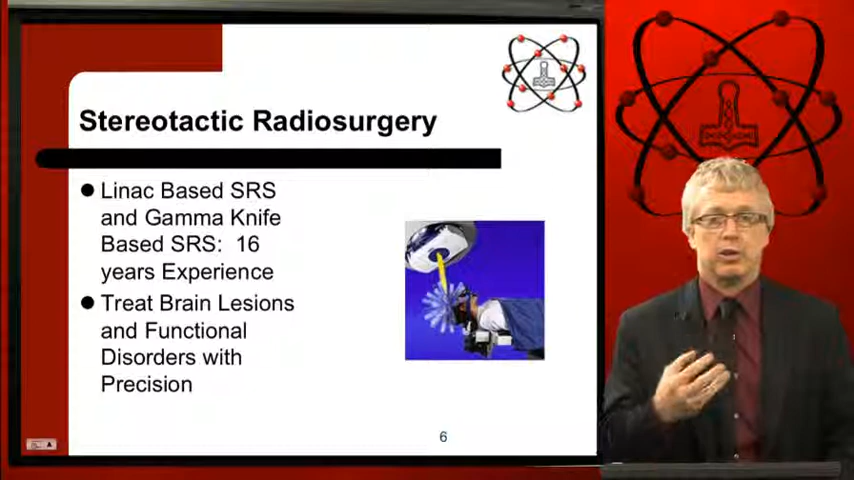 Stereotactic Radiosurgery
● Linac Based SRS
and Gamma Knife
Based SRS: 16
years Experience
● Treat Brain Lesions
and Functional
Disorders with
Precision
6